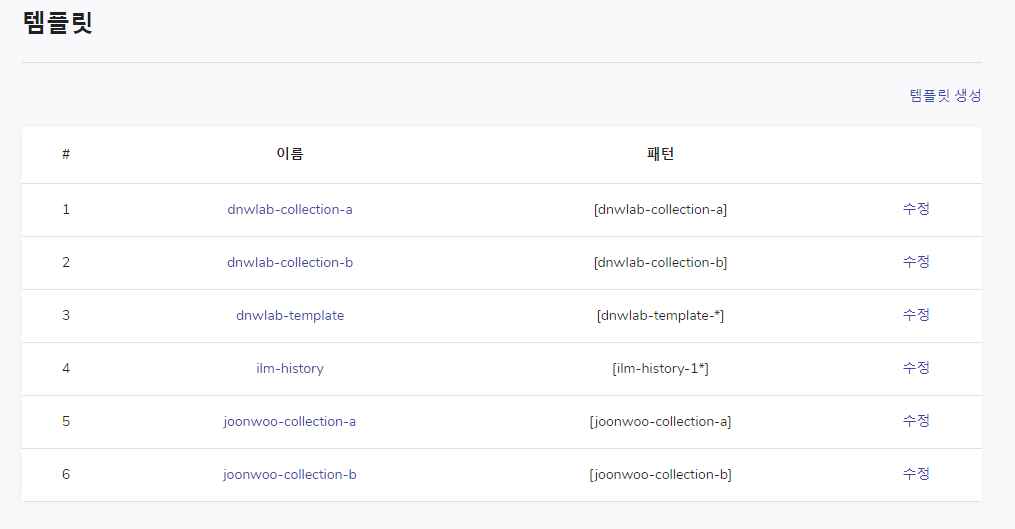 템플릿
템플릿 생성
# 이름 패턴
1 dnwlab-collection-a [dnwlab-collection-a] 수정
2 dnwlab-collection-b [dnwlab-collection-b] 수정
3 dnwlab-template [dnwlab-template-*] 수정
4 ilm-history [ilm-history-1*] 수정
5 joonwoo-collection-a [joonwoo-collection-a] 수정
6 joonwoo-collection-b [joonwoo-collection-b] 수정